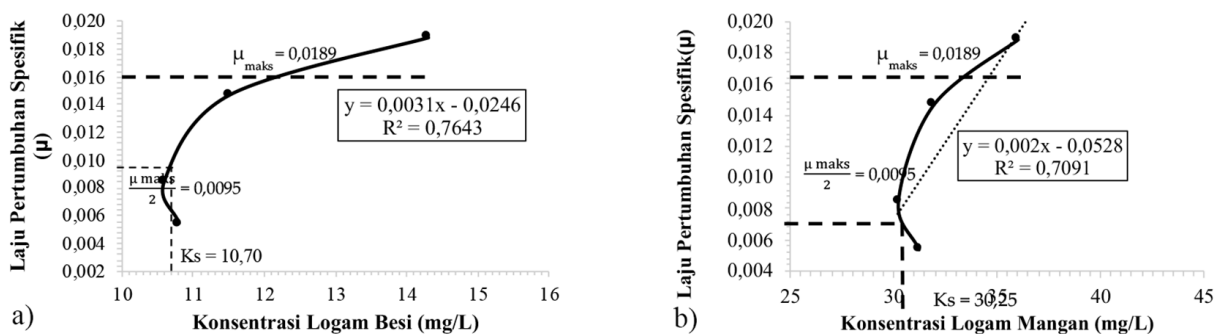 Laju Pertumbuhan Spesifik
(μ)
0,020
0,018
0,016
0,014
0,012
0,010
0,008
0,006
0,004
0,002
μmaks = 0,0189
y = 0,0031x - 0,0246
R² = 0,7643
μ maks
2
= 0,0095
Ks = 10,70
10 11 12 13 14 15 16
Konsentrasi Logam Besi (mg/L)
a)
Laju Pertumbuhan Spesifik(μ)
0,020
0,018
0,016
0,014
0,012
0,010
0,008
0,006
0,004
μmaks = 0,0189
y = 0,002x - 0,0528
R² = 0,7091
μ maks
2
= 0,0095
Ks = 30,25
25 30 35 40 45
Konsentrasi Logam Mangan (mg/L)
b)